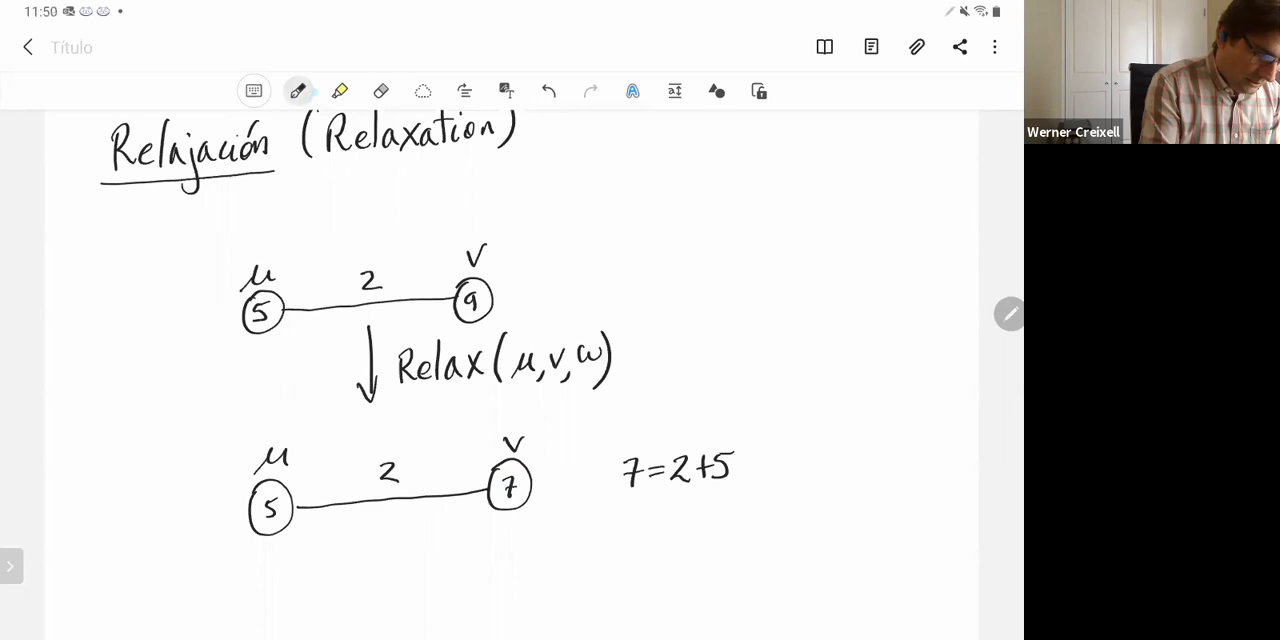 11:50
Título
Relajación (Relaxation)
μ 2 v
5 9
Relax(μ, v, ω)
μ 2 v
5 7 7=2+5
Werner Creixell